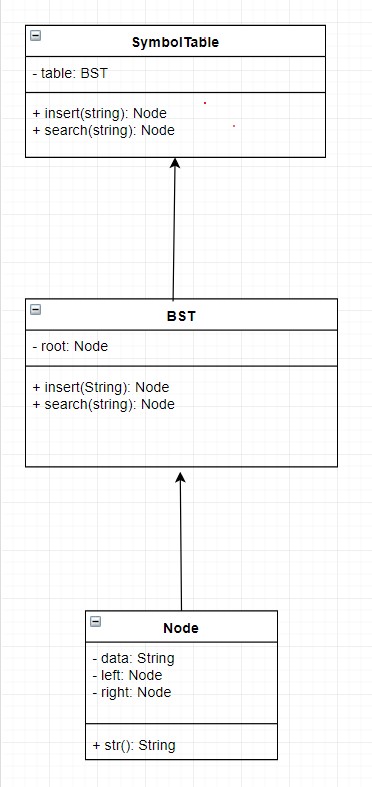 SymbolTable
- table: BST
+ insert(string): Node
+ search(string): Node
BST
- root: Node
+ insert(String): Node
+ search(string): Node
Node
- data: String
- left: Node
- right: Node
+ str(): String